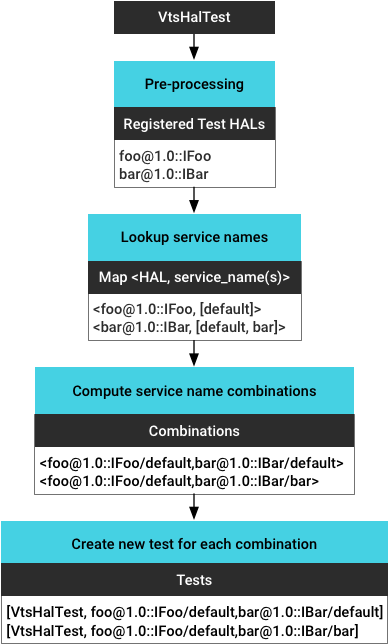 VtsHalTest
Pre-processing
Registered Test HALs
foo@1.0::IFoo
bar@1.0::IBar
Lookup service names
Map <HAL, service_name(s)>
<foo@1.0::IFoo, [default]>
<bar@1.0::IBar, [default, bar]>
Compute service name combinations
Combinations
<foo@1.0::IFoo/default,bar@1.0::IBar/default>
<foo@1.0::IFoo/default,bar@1.0::IBar/bar>
Create new test for each combination
Tests
[VtsHalTest, foo@1.0::IFoo/default,bar@1.0::IBar/default]
[VtsHalTest, foo@1.0::IFoo/default,bar@1.0::IBar/bar]